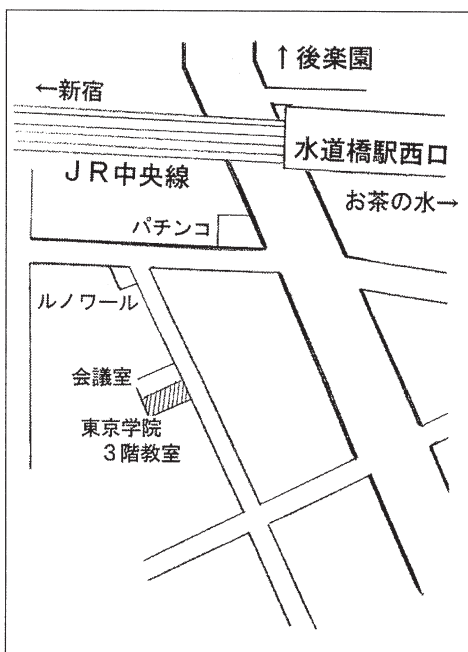 ↑後楽園
←新宿
水道橋駅西口
JR中央線
お茶の水→
パチンコ
ルノワール
会議室
東京学院
3階教室